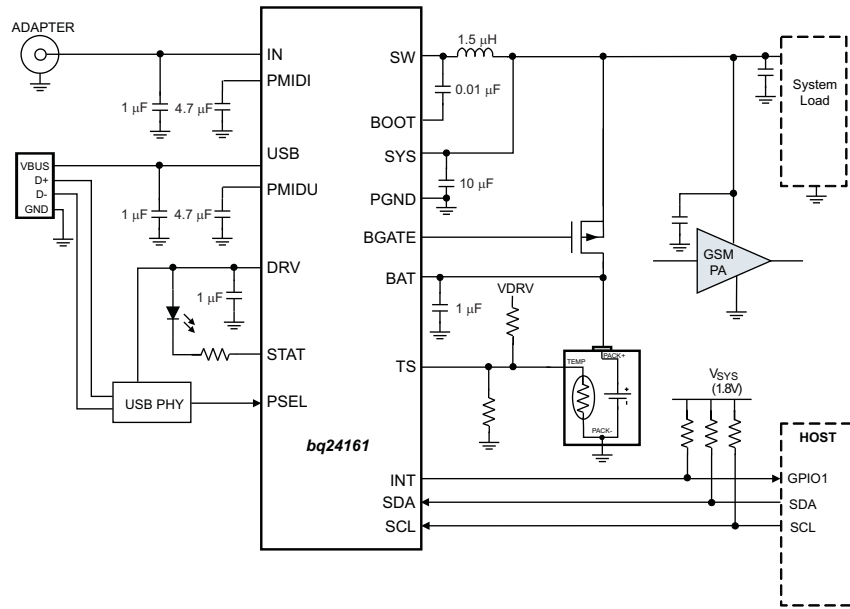 ADAPTER
IN
PMIDI
1 μF
4.7 μF
VBUS
D+
D-
GND
USB
PMIDU
1 μF
4.7 μF
DRV
1 μF
STAT
USB PHY
PSEL
bq24161
SW
1.5 μH
0.01 μF
BOOT
SYS
10 μF
PGND
BGATE
BAT
1 μF
VDRV
TS
TEMP
PACK+
+
-
PACK-
System
Load
GSM
PA
VSYS
(1.8V)
HOST
INT
GPIO1
SDA
SDA
SCL
SCL